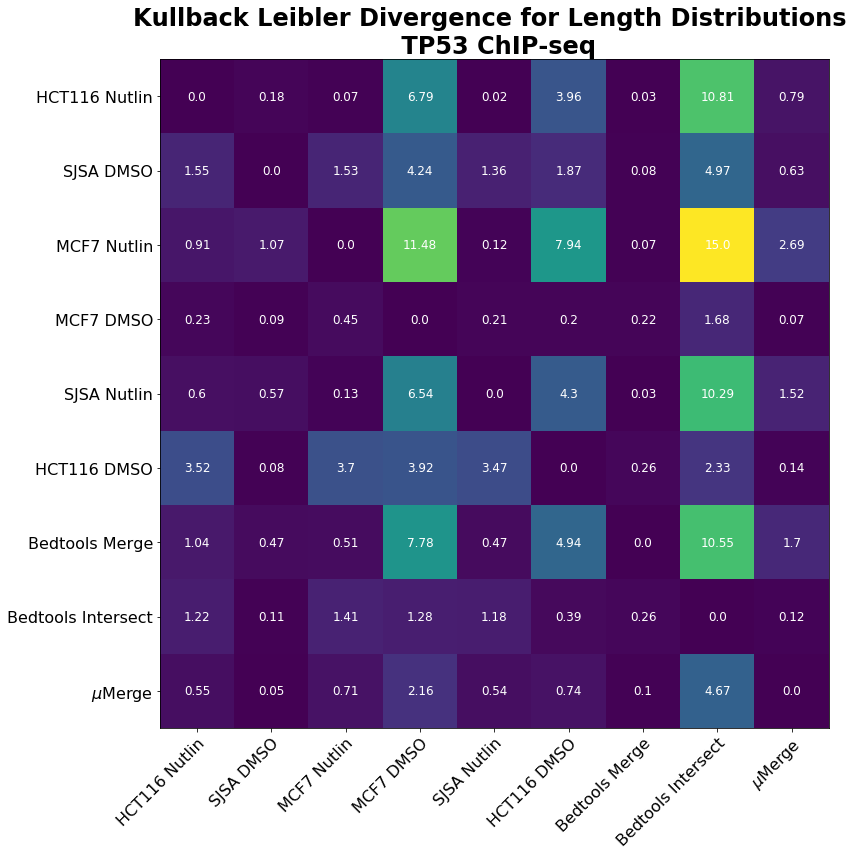 Kullback Leibler Divergence for Length Distributions
TP53 ChIP-seq
HCT116 Nutlin 0.0 0.18 0.07 6.79 0.02 3.96 0.03 10.81 0.79
SJSA DMSO 1.55 0.0 1.53 4.24 1.36 1.87 0.08 4.97 0.63
MCF7 Nutlin 0.91 1.07 0.0 11.48 0.12 7.94 0.07 15.0 2.69
MCF7 DMSO 0.23 0.09 0.45 0.0 0.21 0.2 0.22 1.68 0.07
SJSA Nutlin 0.6 0.57 0.13 6.54 0.0 4.3 0.03 10.29 1.52
HCT116 DMSO 3.52 0.08 3.7 3.92 3.47 0.0 0.26 2.33 0.14
Bedtools Merge 1.04 0.47 0.51 7.78 0.47 4.94 0.0 10.55 1.7
Bedtools Intersect 1.22 0.11 1.41 1.28 1.18 0.39 0.26 0.0 0.12
μMerge 0.55 0.05 0.71 2.16 0.54 0.74 0.1 4.67 0.0
HCT116 Nutlin SJSA DMSO MCF7 Nutlin MCF7 DMSO SJSA Nutlin HCT116 DMSO Bedtools Merge Bedtools Intersect μMerge